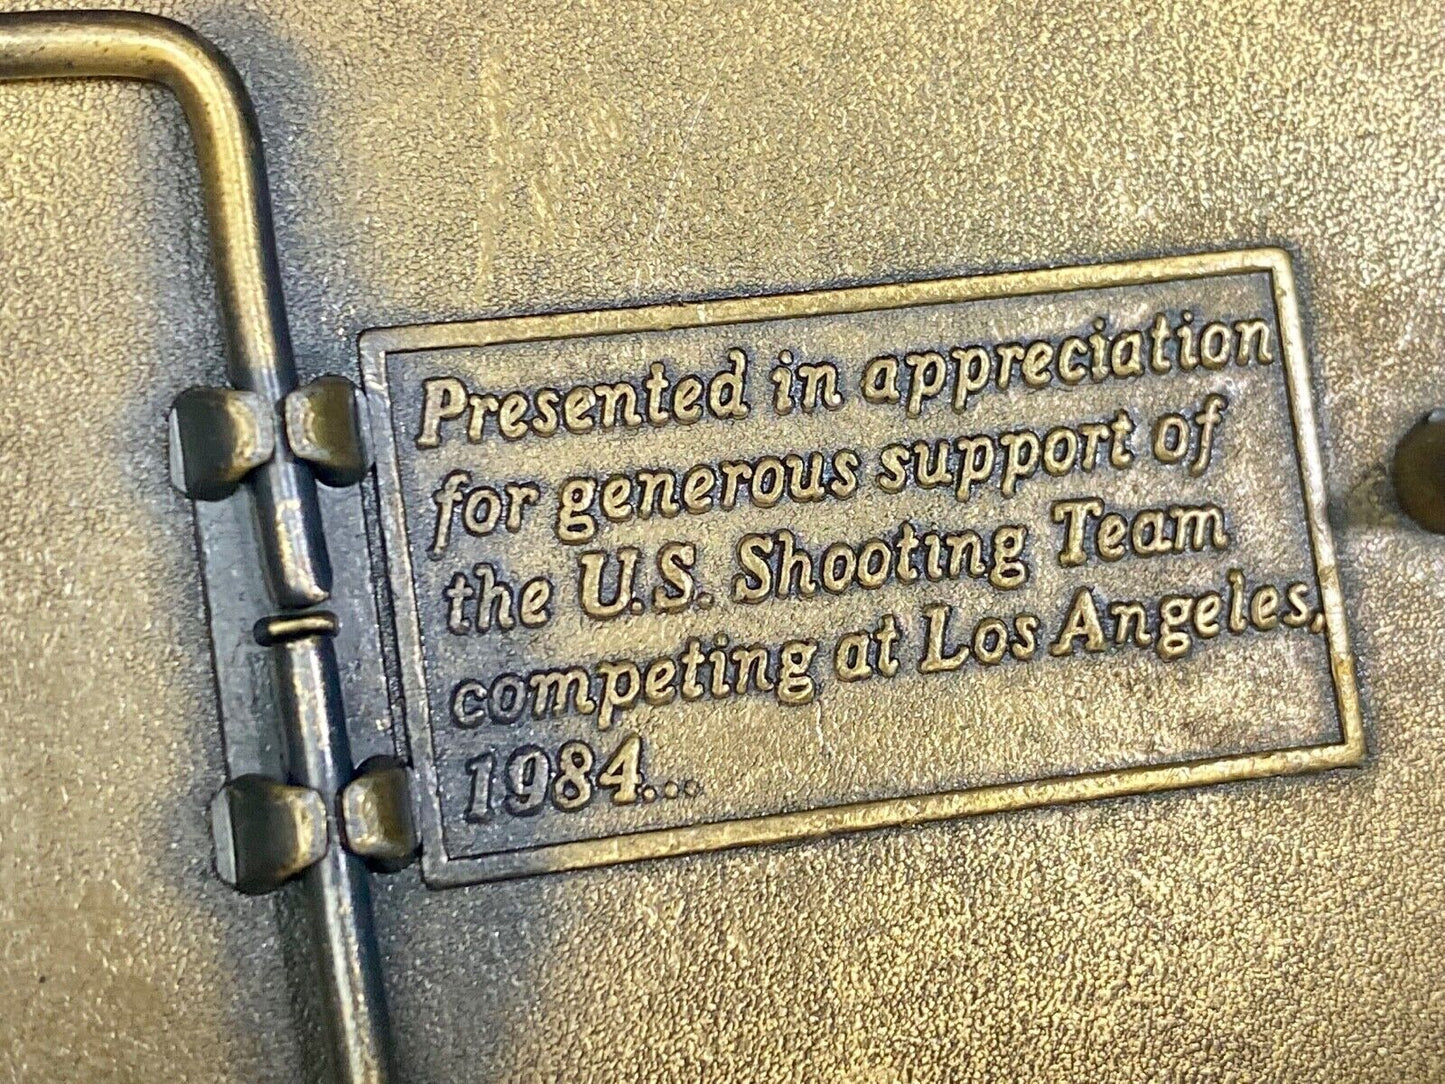 Presented in appreciation
for generous support of
the U.S. Shooting Team
competing at Los Angeles,
1984...